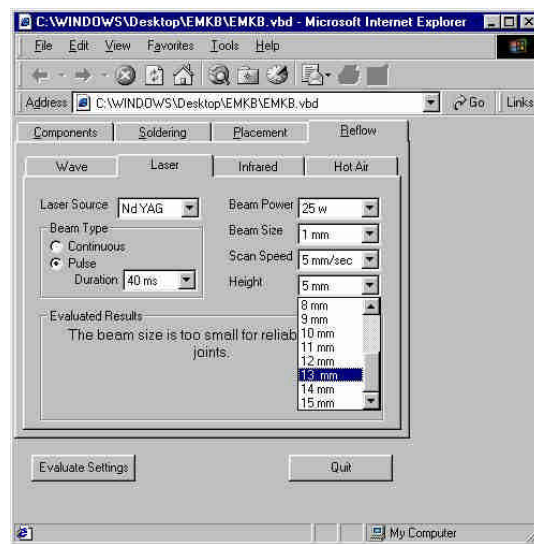 C:\WINDOWS\Desktop\EMKB\EMKB.vbd - Microsoft Internet Explorer
File Edit View Favorites Tools Help
Address C:\WINDOWS\Desktop\EMKB\EMKB.vbd Go Links
Components Soldering Placement Reflow
Wave Laser Infrared Hot Air
Laser Source Nd YAG Beam Power 25 w
Beam Type Beam Size 1 mm
Continuous
Pulse Scan Speed 5 mm/sec
Duration 40 ms Height 5 mm
8 mm
9 mm
10 mm
11 mm
12 mm
13 mm
14 mm
15 mm
Evaluated Results
The beam size is too small for reliab
joints.
Evaluate Settings Quit
My Computer